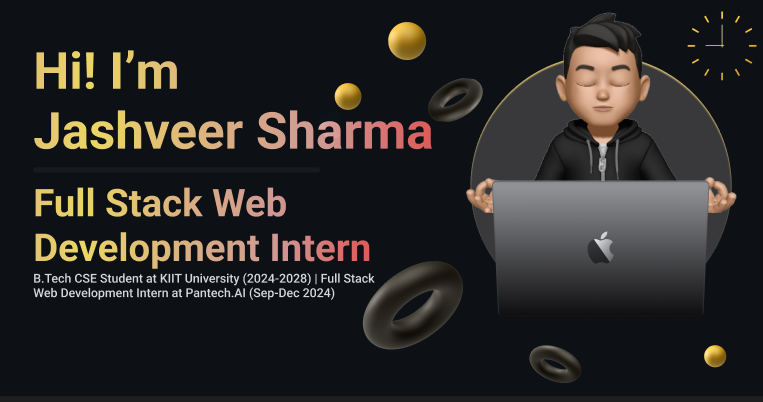 Hi! I’m
Jashveer Sharma
Full Stack Web
Development Intern
B.Tech CSE Student at KIIT University (2024-2028) | Full Stack
Web Development Intern at Pantech.AI (Sep-Dec 2024)